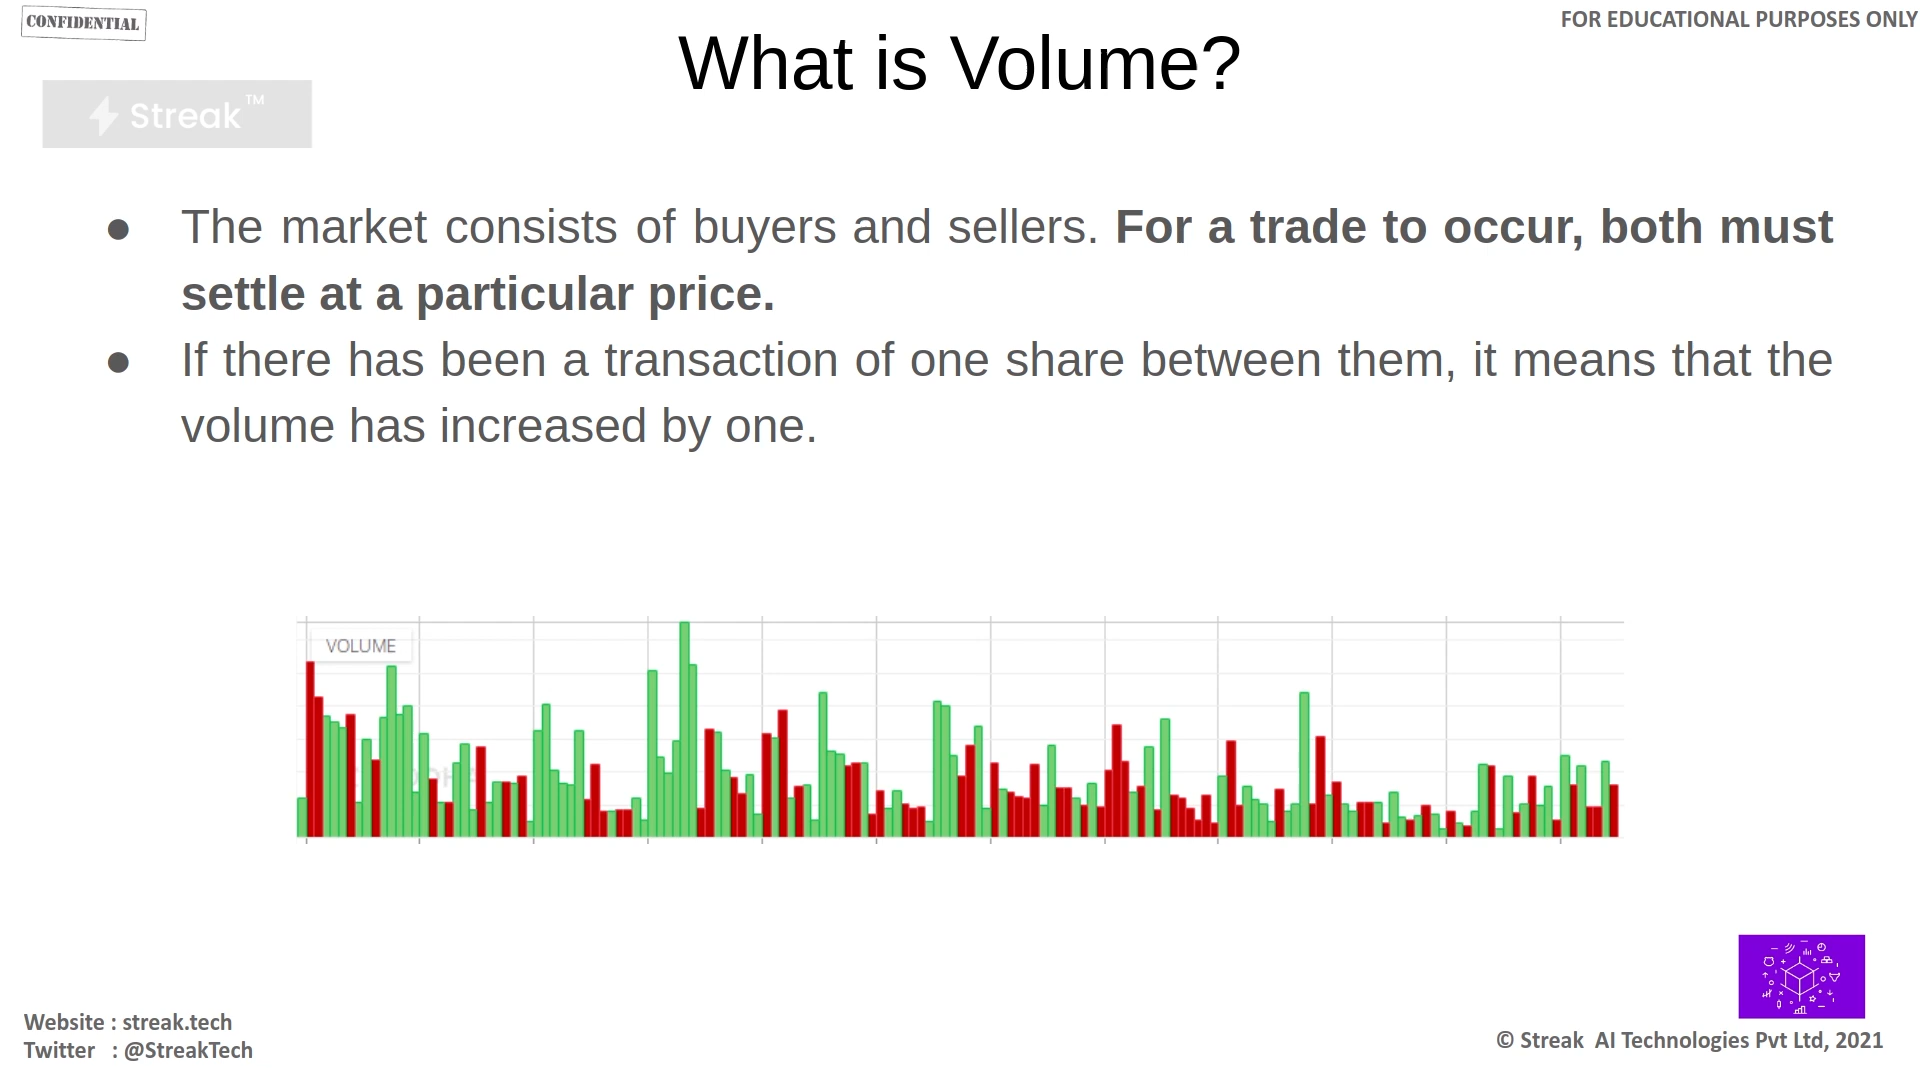 CONFIDENTIAL
FOR EDUCATIONAL PURPOSES ONLY
What is Volume?
Streak™
● The market consists of buyers and sellers. For a trade to occur, both must
settle at a particular price.
● If there has been a transaction of one share between them, it means that the
volume has increased by one.
VOLUME
Website : streak.tech
Twitter : @StreakTech
© Streak AI Technologies Pvt Ltd, 2021